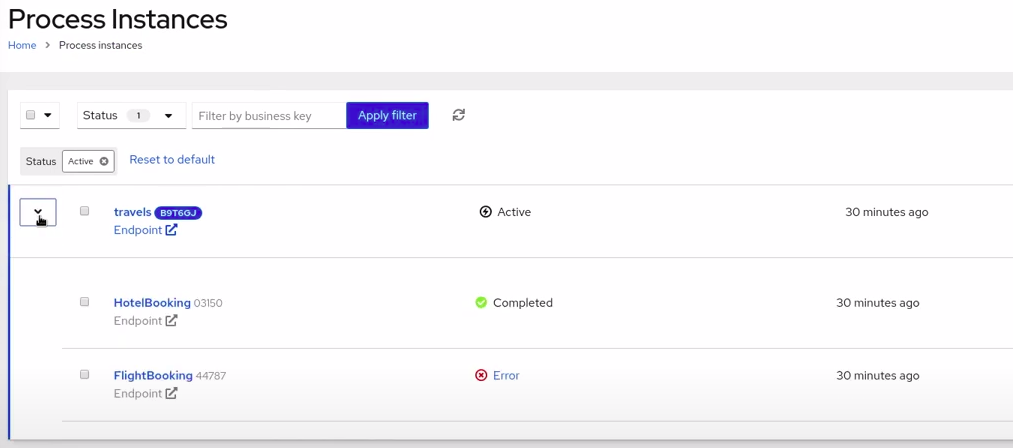 Process Instances
Home > Process instances
Status 1 Filter by business key Apply filter
Status Active Reset to default
travels B9T6GJ Active 30 minutes ago
Endpoint
HotelBooking 03150 Completed 30 minutes ago
Endpoint
FlightBooking 44787 Error 30 minutes ago
Endpoint